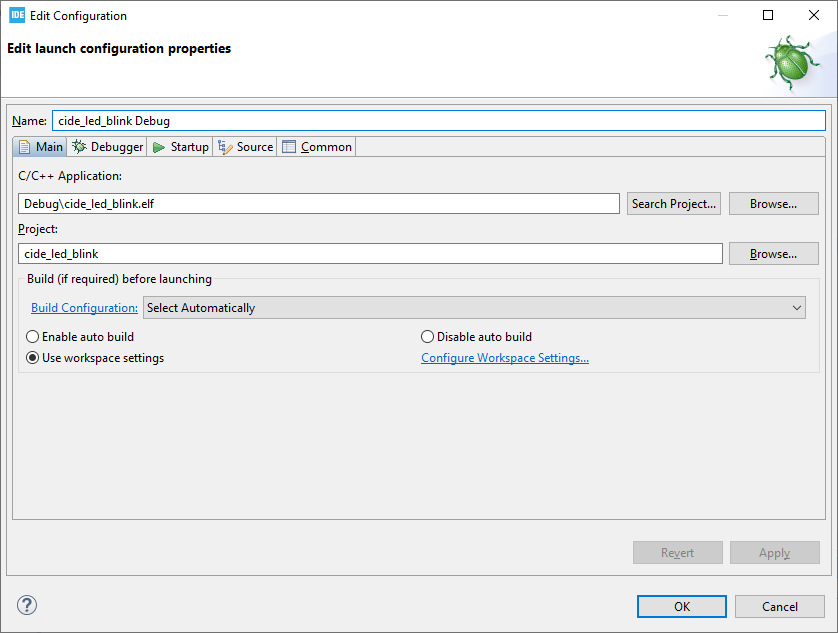 IDE Edit Configuration
Edit launch configuration properties
Name: cide_led_blink Debug
Main Debugger Startup Source Common
C/C++ Application:
Debug\cide_led_blink.elf Search Project... Browse...
Project:
cide_led_blink Browse...
Build (if required) before launching
Build Configuration: Select Automatically
Enable auto build Disable auto build
Use workspace settings Configure Workspace Settings...
Revert Apply
? OK Cancel